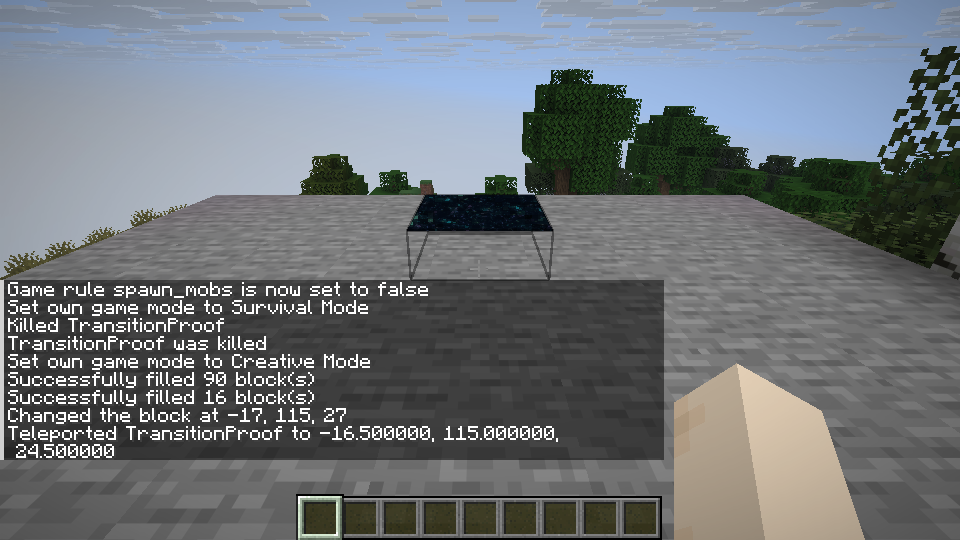 Game rule spawn_mobs is now set to false
Set own game mode to Survival Mode
Killed TransitionProof
TransitionProof was killed
Set own game mode to Creative Mode
Successfully filled 90 block(s)
Successfully filled 16 block(s)
Changed the block at -17, 115, 27
Teleported TransitionProof to -16.500000, 115.000000,
24.500000